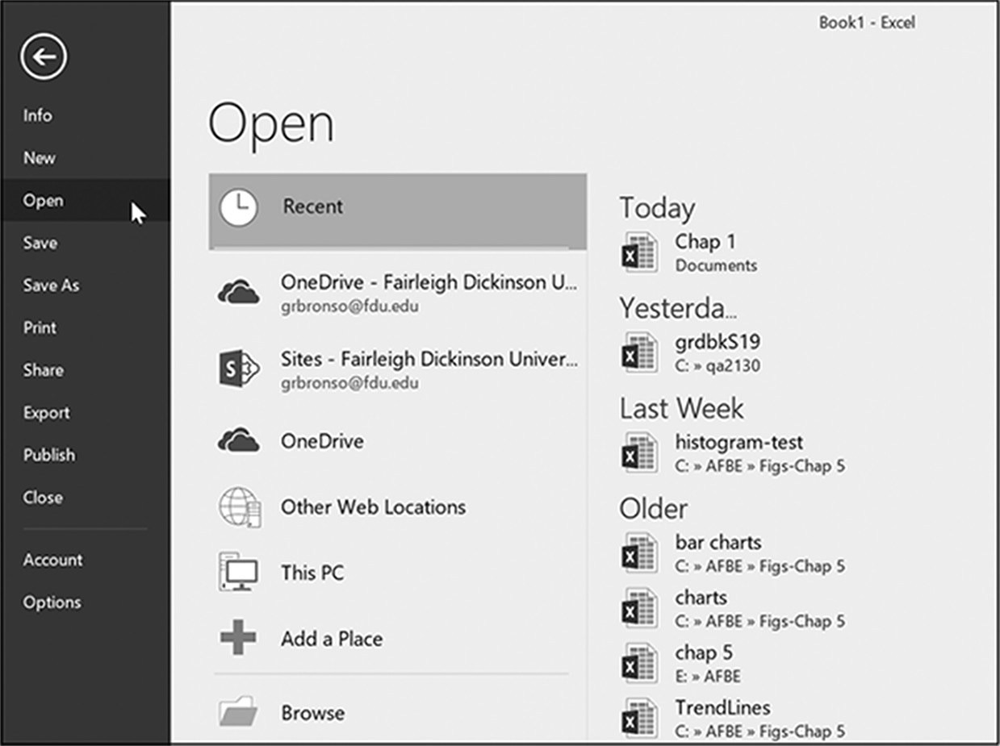 Book1 - Excel
Info
New
Open
Save
Save As
Print
Share
Export
Publish
Close
Account
Options
Open
Recent
OneDrive - Fairleigh Dickinson U...
grbronso@fdu.edu
Sites - Fairleigh Dickinson Univer...
grbronso@fdu.edu
OneDrive
Other Web Locations
This PC
Add a Place
Browse
Today
Chap 1
Documents
Yesterda...
grdbkS19
C: » qa2130
Last Week
histogram-test
C: » AFBE » Figs-Chap 5
Older
bar charts
C: » AFBE » Figs-Chap 5
charts
C: » AFBE » Figs-Chap 5
chap 5
E: » AFBE
TrendLines
C: » AFBE » Figs-Chap 5